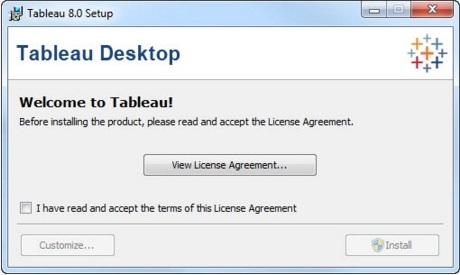 Tableau 8.0 Setup
Tableau Desktop
Welcome to Tableau!
Before installing the product, please read and accept the License Agreement.
View License Agreement...
I have read and accept the terms of this License Agreement
Customize...
Install